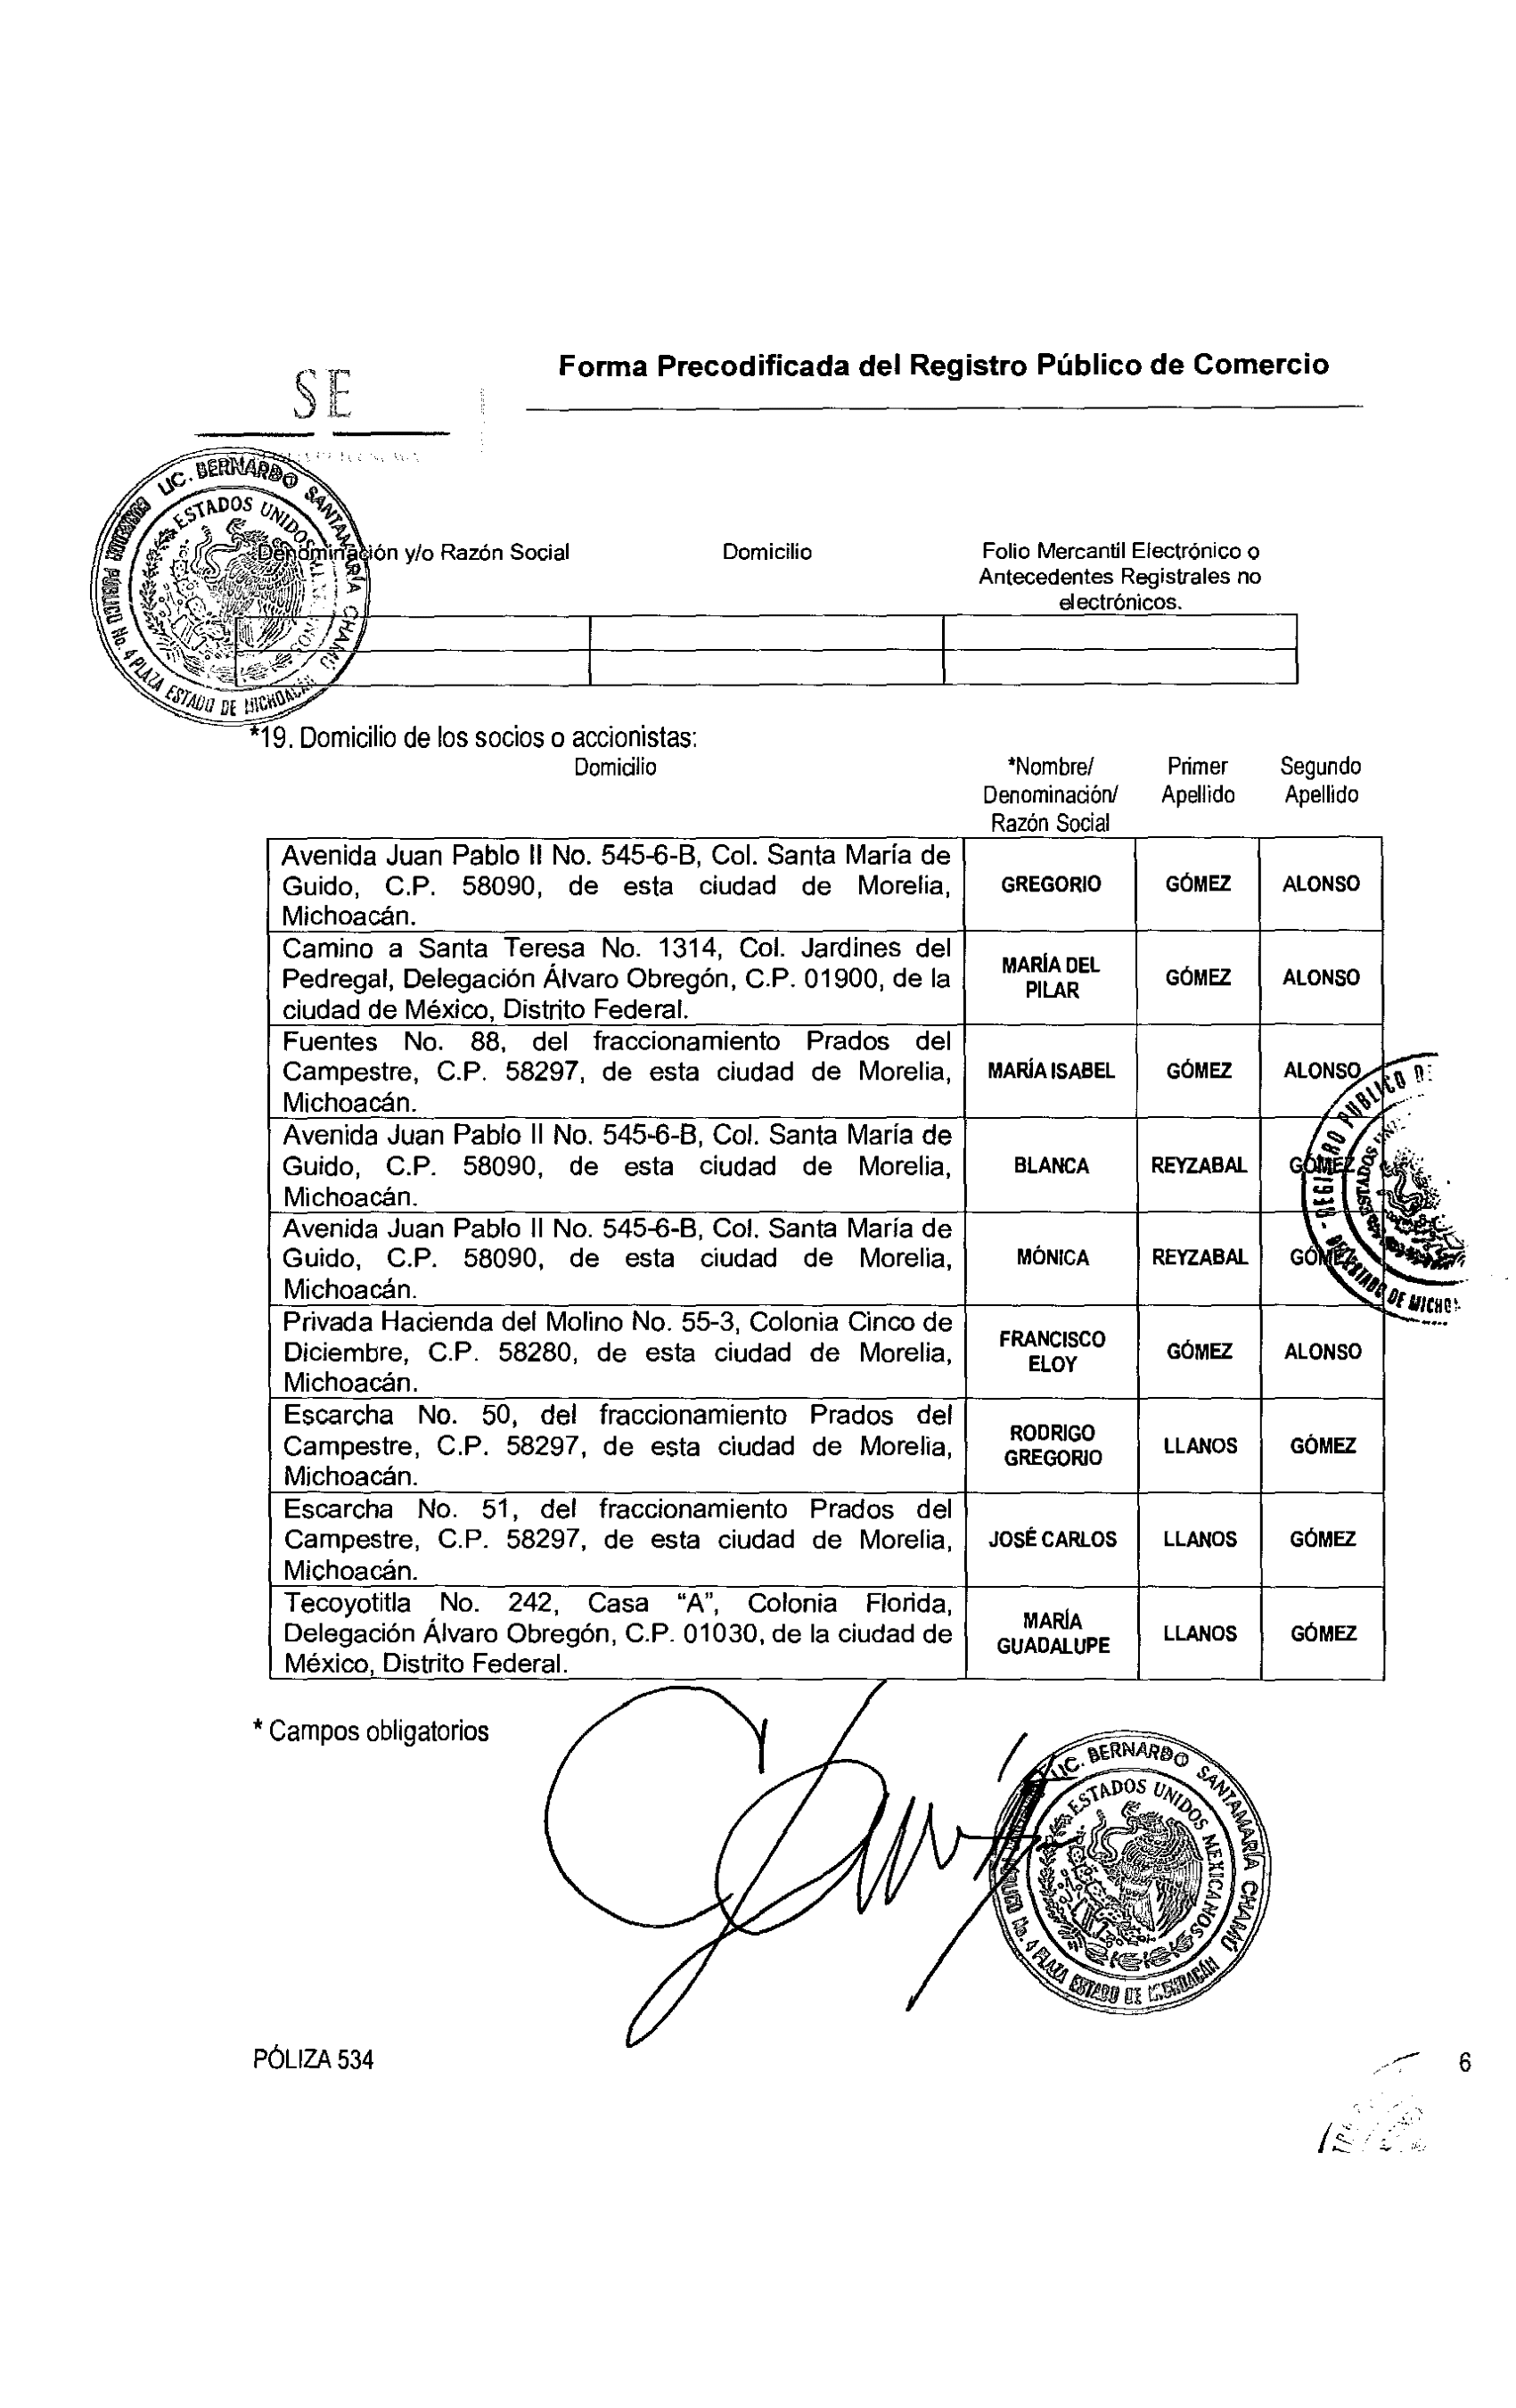 Forma Precodificada del Registro Público de Comercio
SE
LIC. BERNARDO SANTAMARÍA CHAMÚ
ESTADOS UNIDOS
No. 4 PLAZA ESTADO DE MICHOACÁN
Denominación y/o Razón Social
Domicilio
Folio Mercantil Electrónico o
Antecedentes Registrales no
electrónicos.
*19. Domicilio de los socios o accionistas:
Domicilio
*Nombre/
Denominación/
Razón Social
Primer
Apellido
Segundo
Apellido
Avenida Juan Pablo II No. 545-6-B, Col. Santa María de
Guido, C.P. 58090, de esta ciudad de Morelia,
Michoacán.
GREGORIO
GÓMEZ
ALONSO
Camino a Santa Teresa No. 1314, Col. Jardines del
Pedregal, Delegación Álvaro Obregón, C.P. 01900, de la
ciudad de México, Distrito Federal.
MARÍA DEL
PILAR
GÓMEZ
ALONSO
Fuentes No. 88, del fraccionamiento Prados del
Campestre, C.P. 58297, de esta ciudad de Morelia,
Michoacán.
MARÍA ISABEL
GÓMEZ
ALONSO
Avenida Juan Pablo II No. 545-6-B, Col. Santa María de
Guido, C.P. 58090, de esta ciudad de Morelia,
Michoacán.
BLANCA
REYZABAL
GÓMEZ
Avenida Juan Pablo II No. 545-6-B, Col. Santa María de
Guido, C.P. 58090, de esta ciudad de Morelia,
Michoacán.
MÓNICA
REYZABAL
GÓMEZ
REGISTRO PUBLICO DE
ESTADOS
ESTADO DE
Privada Hacienda del Molino No. 55-3, Colonia Cinco de
Diciembre, C.P. 58280, de esta ciudad de Morelia,
Michoacán.
FRANCISCO
ELOY
GÓMEZ
ALONSO
Escarcha No. 50, del fraccionamiento Prados del
Campestre, C.P. 58297, de esta ciudad de Morelia,
Michoacán.
RODRIGO
GREGORIO
LLANOS
GÓMEZ
Escarcha No. 51, del fraccionamiento Prados del
Campestre, C.P. 58297, de esta ciudad de Morelia,
Michoacán.
JOSÉ CARLOS
LLANOS
GÓMEZ
Tecoyotitla No. 242, Casa "A", Colonia Florida,
Delegación Álvaro Obregón, C.P. 01030, de la ciudad de
México, Distrito Federal.
MARÍA
GUADALUPE
LLANOS
GÓMEZ
* Campos obligatorios
LIC. BERNARDO SANTAMARÍA CHAMÚ
ESTADOS UNIDOS MEXICANOS
No. 4 PLAZA ESTADO DE MICHOACÁN
PÓLIZA 534
6